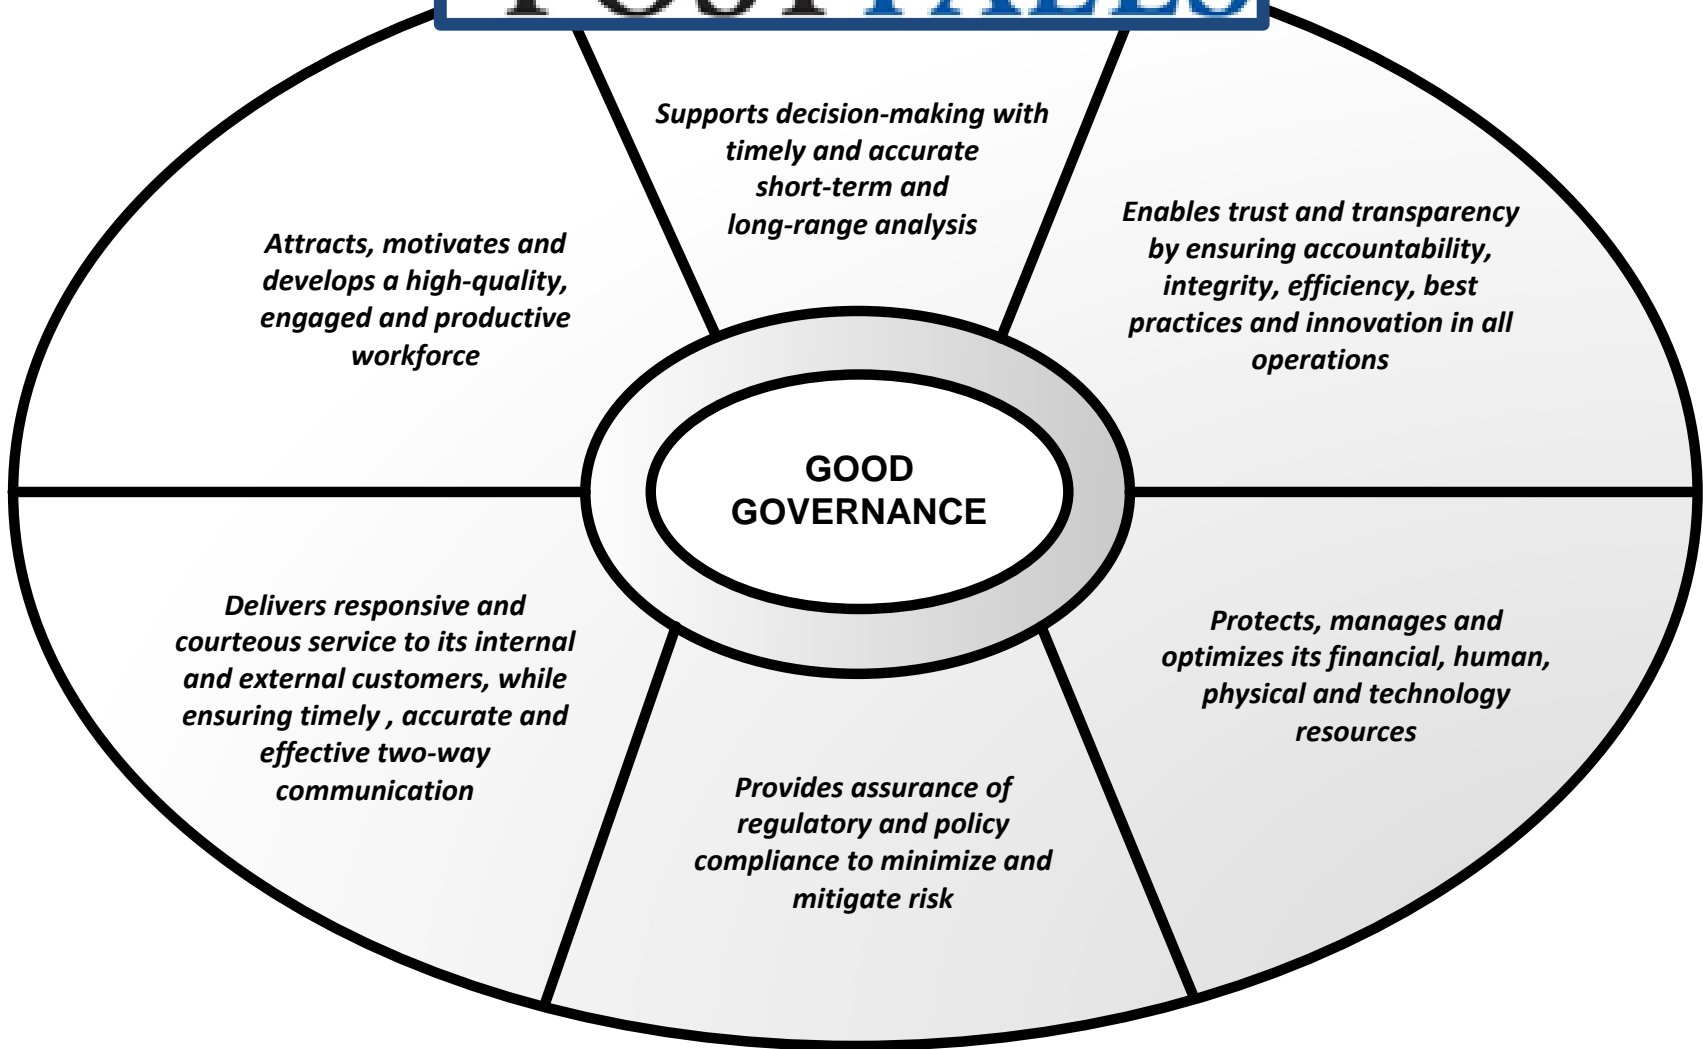 POST FALLS
Supports decision-making with
timely and accurate
short-term and
long-range analysis
Enables trust and transparency
by ensuring accountability,
integrity, efficiency, best
practices and innovation in all
operations
Attracts, motivates and
develops a high-quality,
engaged and productive
workforce
GOOD
GOVERNANCE
Delivers responsive and
courteous service to its internal
and external customers, while
ensuring timely , accurate and
effective two-way
communication
Protects, manages and
optimizes its financial, human,
physical and technology
resources
Provides assurance of
regulatory and policy
compliance to minimize and
mitigate risk